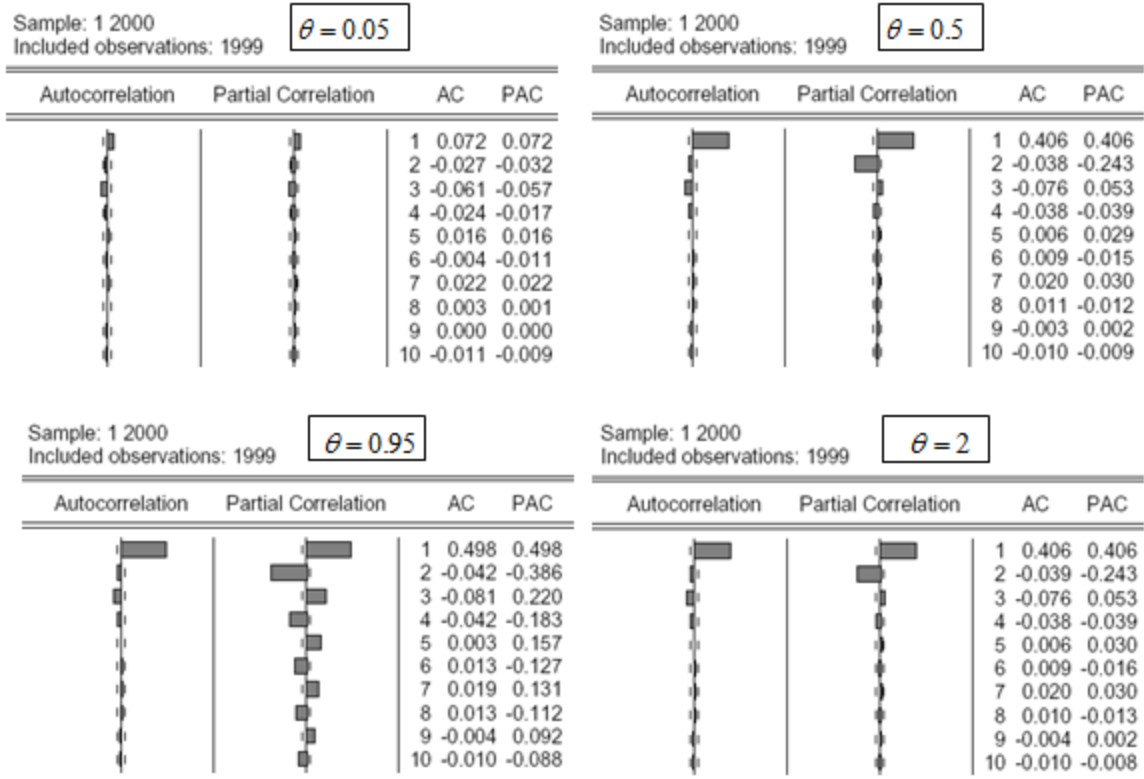 Sample: 1 2000
Included observations: 1999
θ = 0.05
Autocorrelation Partial Correlation AC PAC
1 0.072 0.072
2 -0.027 -0.032
3 -0.061 -0.057
4 -0.024 -0.017
5 0.016 0.016
6 -0.004 -0.011
7 0.022 0.022
8 0.003 0.001
9 0.000 0.000
10 -0.011 -0.009
Sample: 1 2000
Included observations: 1999
θ = 0.5
Autocorrelation Partial Correlation AC PAC
1 0.406 0.406
2 -0.038 -0.243
3 -0.076 0.053
4 -0.038 -0.039
5 0.006 0.029
6 0.009 -0.015
7 0.020 0.030
8 0.011 -0.012
9 -0.003 0.002
10 -0.010 -0.009
Sample: 1 2000
Included observations: 1999
θ = 0.95
Autocorrelation Partial Correlation AC PAC
1 0.498 0.498
2 -0.042 -0.386
3 -0.081 0.220
4 -0.042 -0.183
5 0.003 0.157
6 0.013 -0.127
7 0.019 0.131
8 0.013 -0.112
9 -0.004 0.092
10 -0.010 -0.088
Sample: 1 2000
Included observations: 1999
θ = 2
Autocorrelation Partial Correlation AC PAC
1 0.406 0.406
2 -0.039 -0.243
3 -0.076 0.053
4 -0.038 -0.039
5 0.006 0.030
6 0.009 -0.016
7 0.020 0.030
8 0.010 -0.013
9 -0.004 0.002
10 -0.010 -0.008